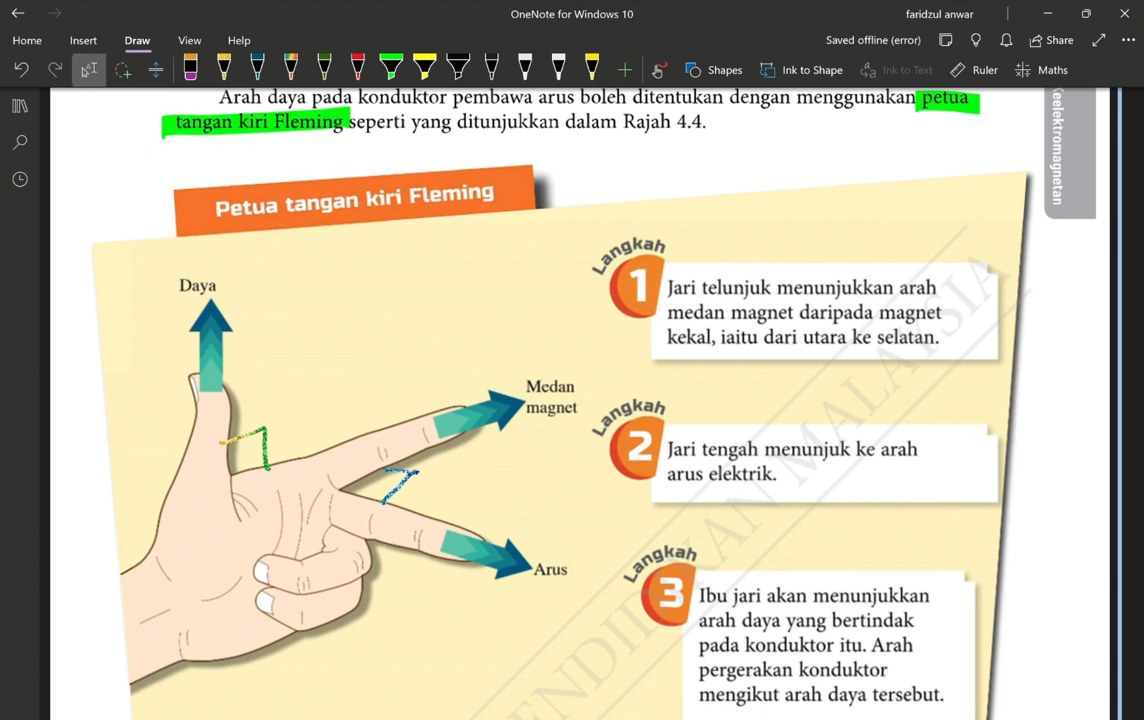 OneNote for Windows 10
faridzul anwar
Home Insert Draw View Help
Saved offline (error)
Share
Shapes
Ink to Shape
Ink to Text
Ruler
Maths
Arah daya pada konduktor pembawa arus boleh ditentukan dengan menggunakan petua
tangan kiri Fleming seperti yang ditunjukkan dalam Rajah 4.4.
Keelektromagnetan
Petua tangan kiri Fleming
Daya
Medan
magnet
Arus
Langkah
1
Jari telunjuk menunjukkan arah
medan magnet daripada magnet
kekal, iaitu dari utara ke selatan.
Langkah
2
Jari tengah menunjuk ke arah
arus elektrik.
Langkah
3
Ibu jari akan menunjukkan
arah daya yang bertindak
pada konduktor itu. Arah
pergerakan konduktor
mengikut arah daya tersebut.
MALAYSIA